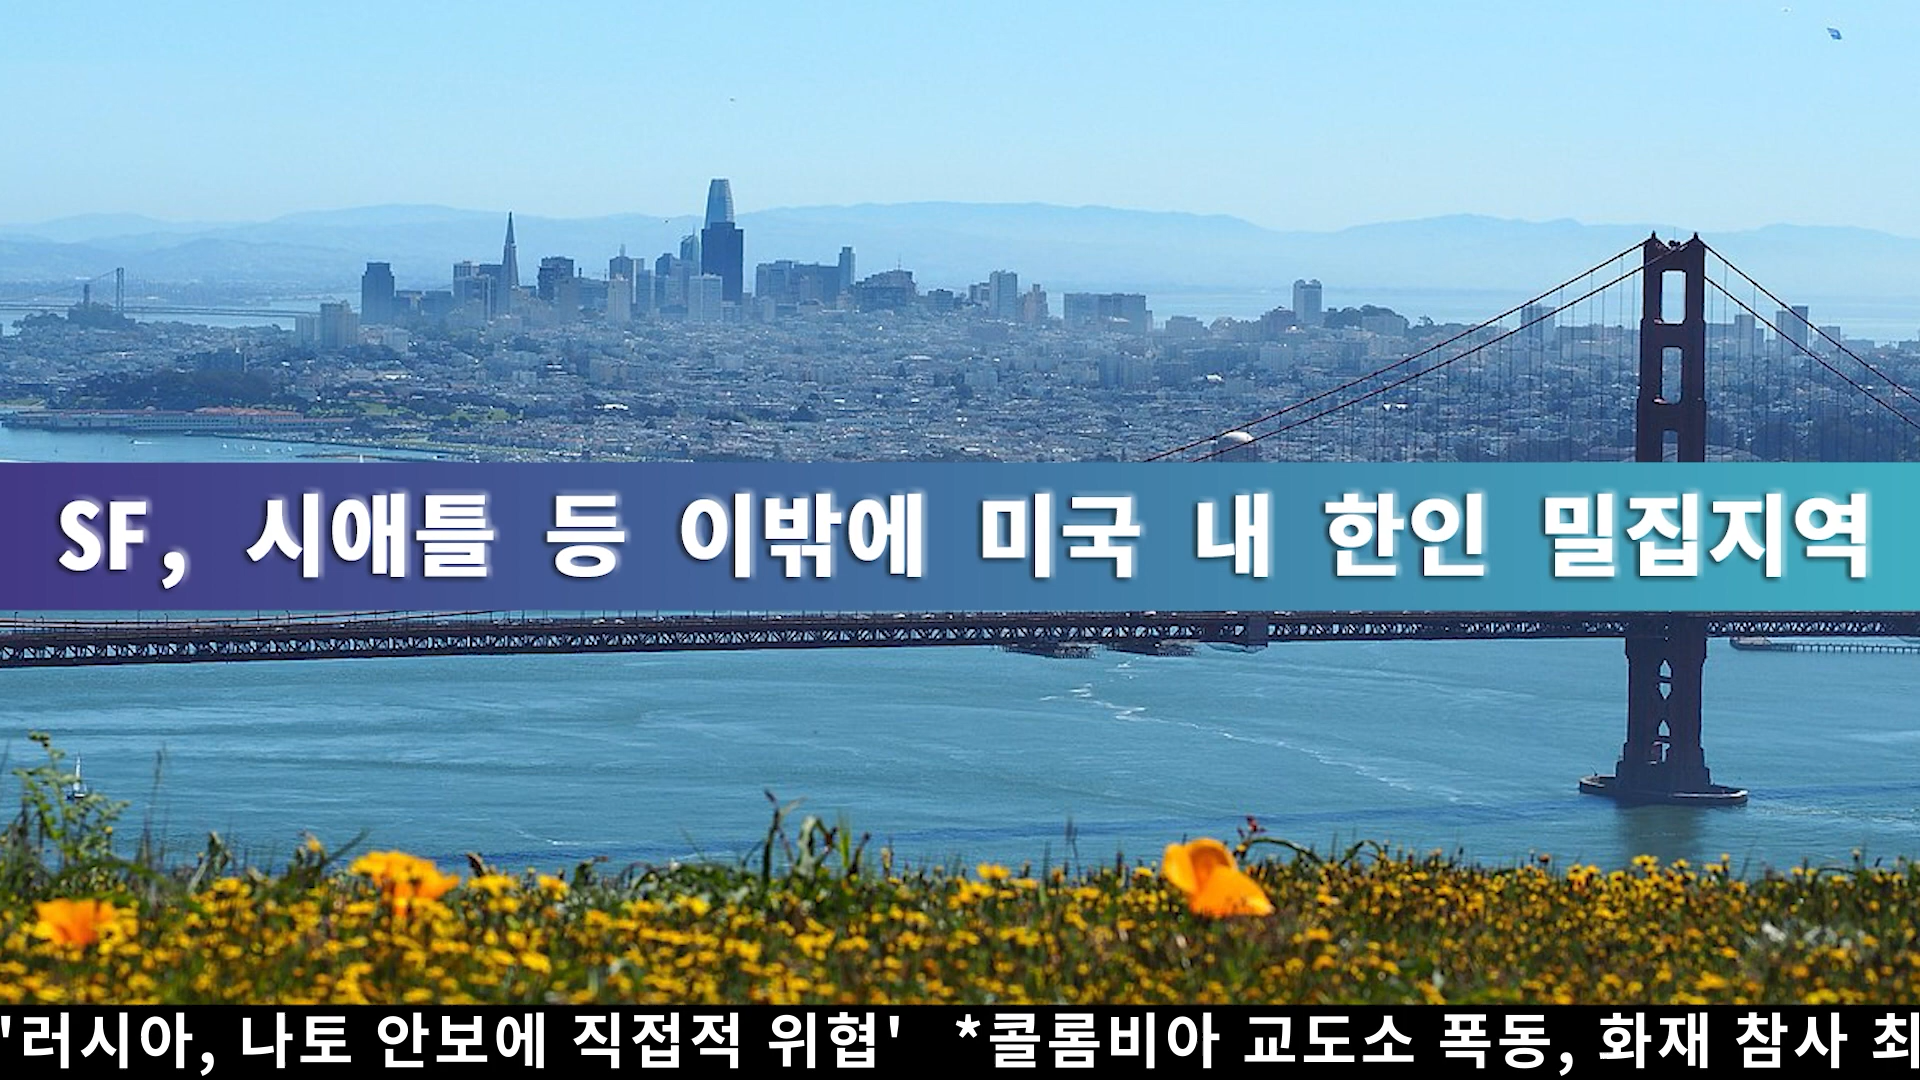 SF, 시애틀 등 이밖에 미국 내 한인 밀집지역
'러시아, 나토 안보에 직접적 위협' *콜롬비아 교도소 폭동, 화재 참사 최